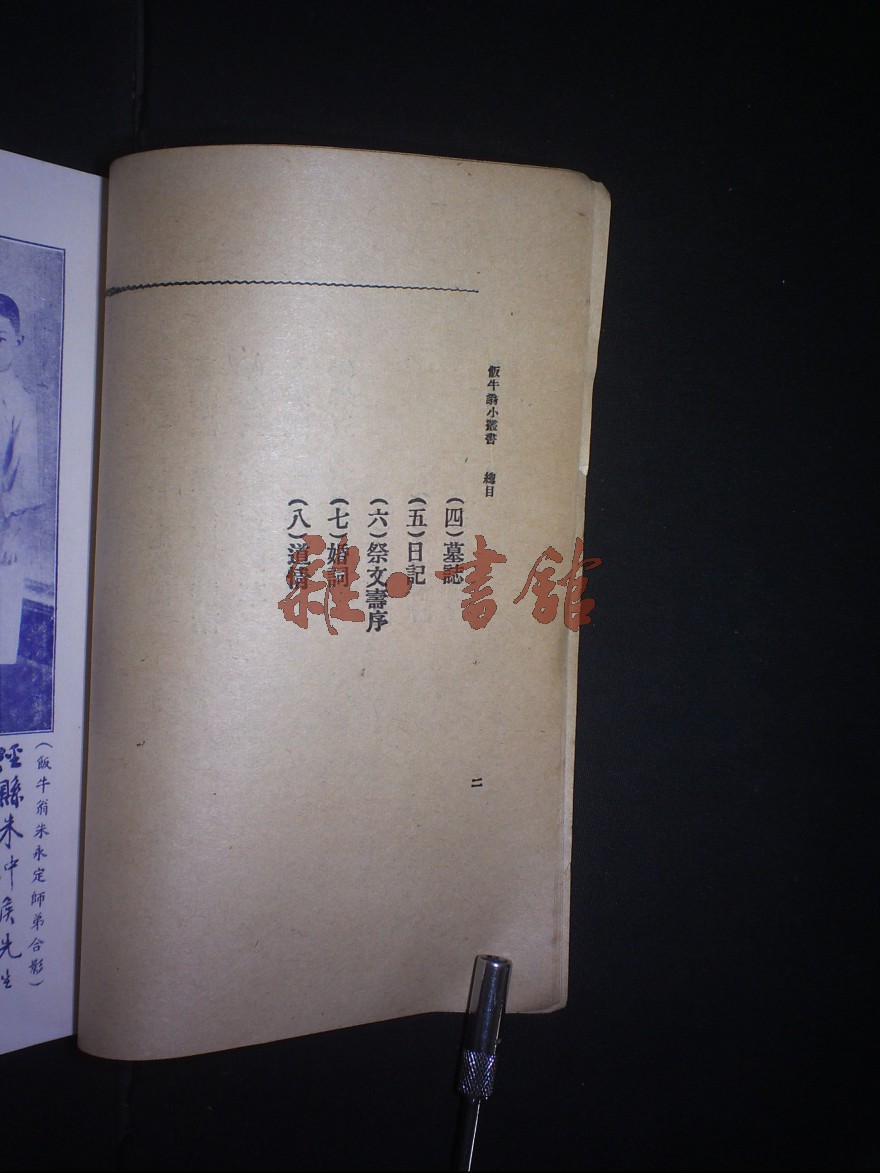 飯牛翁小叢書　總目
(四)墓誌
(五)日記
(六)祭文壽序
(七)婚詞
(八)道情
二
雜·書館
(飯牛翁朱永定師弟合影)
涇縣朱沖侯先生